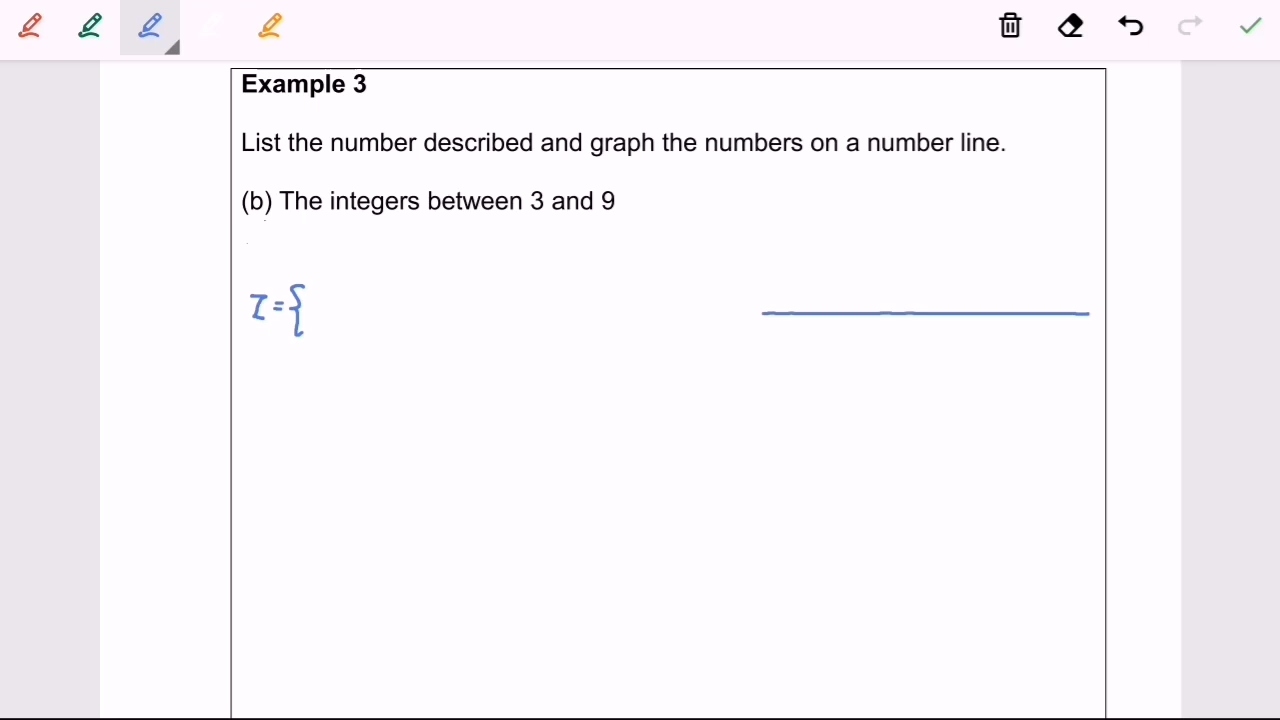 Example 3
List the number described and graph the numbers on a number line.
(b) The integers between 3 and 9
I = {